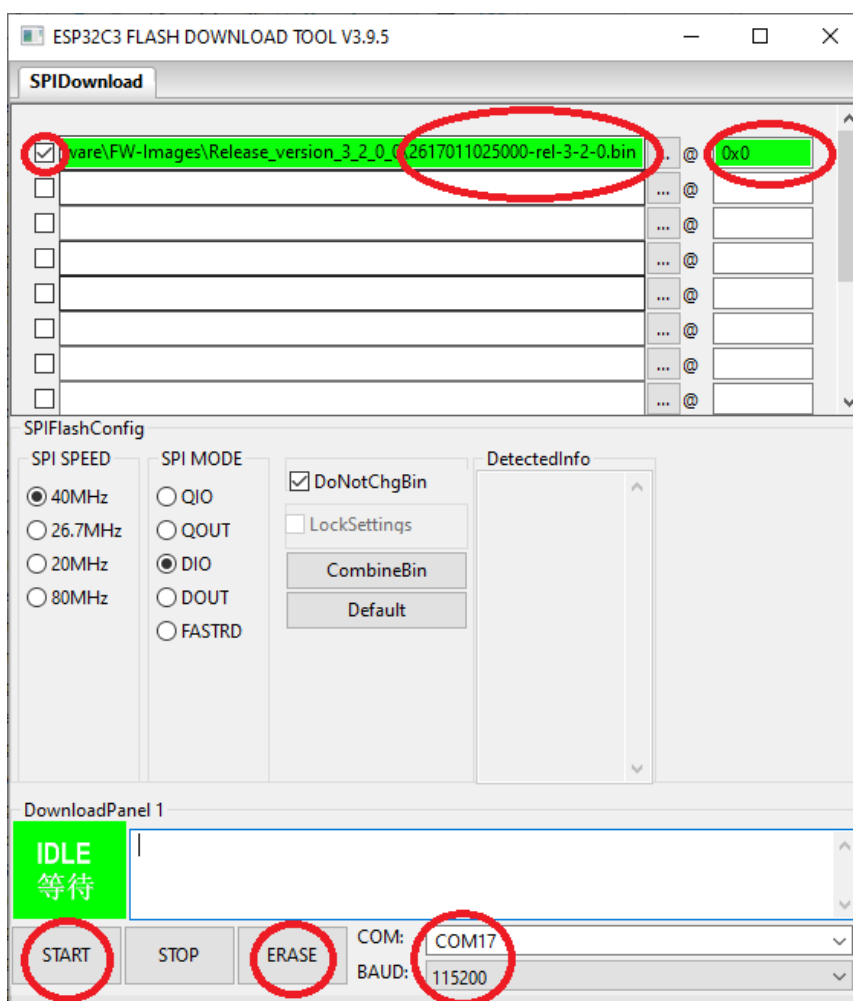 ESP32C3 FLASH DOWNLOAD TOOL V3.9.5
SPIDownload
ware\FW-Images\Release_version_3_2_0_0\2617011025000-rel-3-2-0.bin ... @ 0x0
... @
... @
... @
... @
... @
... @
... @
SPIFlashConfig
SPI SPEED
40MHz
26.7MHz
20MHz
80MHz
SPI MODE
QIO
QOUT
DIO
DOUT
FASTRD
DoNotChgBin
LockSettings
CombineBin
Default
DetectedInfo
DownloadPanel 1
IDLE
等待
START STOP ERASE
COM: COM17
BAUD: 115200